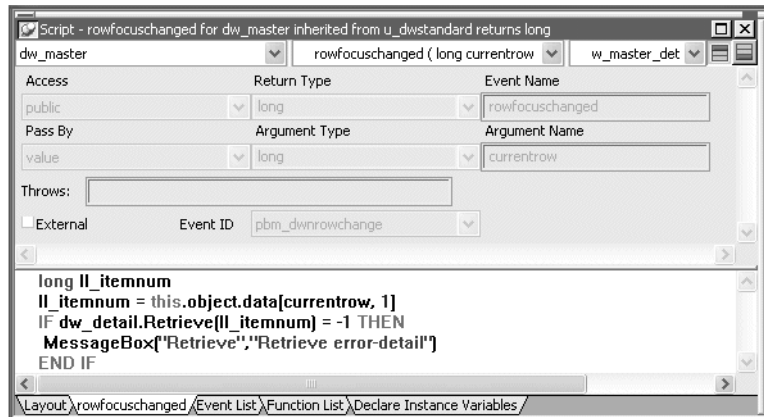 Script - rowfocuschanged for dw_master inherited from u_dwstandard returns long
dw_master rowfocuschanged ( long currentrow w_master_det
Access Return Type Event Name
public long rowfocuschanged
Pass By Argument Type Argument Name
value long currentrow
Throws:
External Event ID pbm_dwnrowchange
long ll_itemnum
ll_itemnum = this.object.data[currentrow, 1]
IF dw_detail.Retrieve(ll_itemnum) = -1 THEN
MessageBox("Retrieve","Retrieve error-detail")
END IF
Layout rowfocuschanged Event List Function List Declare Instance Variables